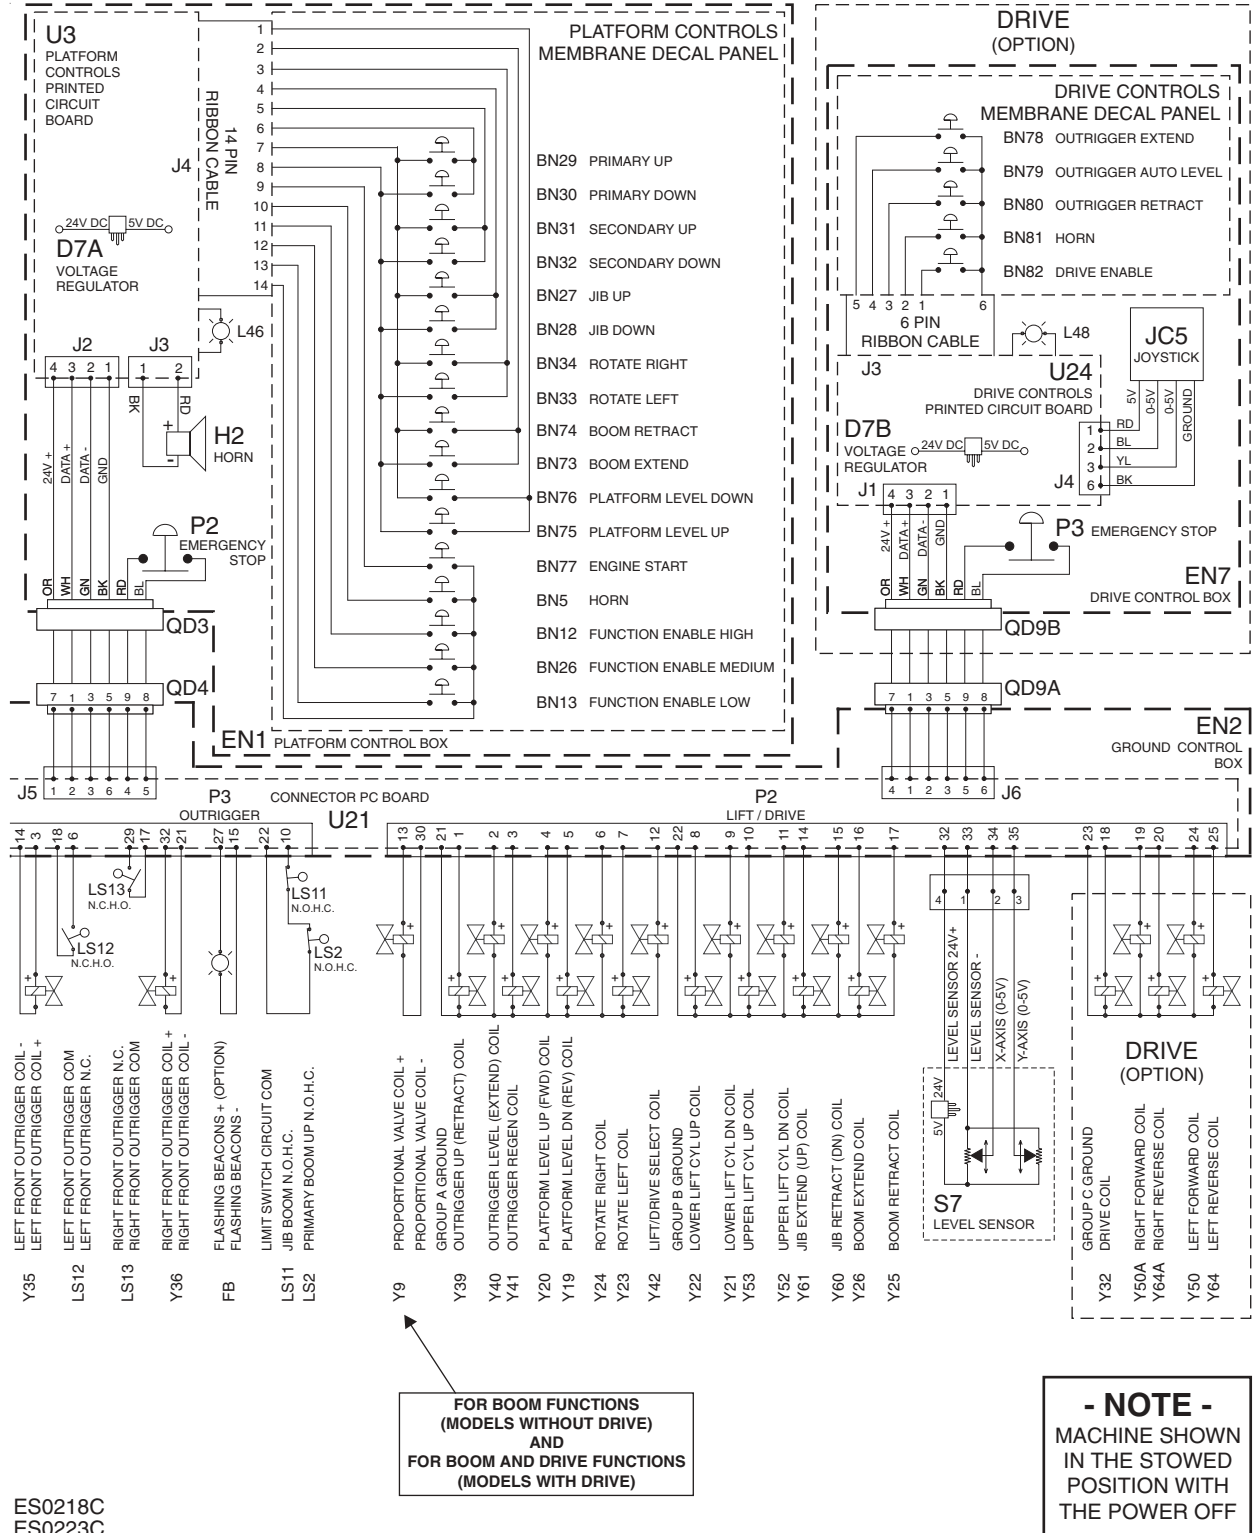 U3
PLATFORM
CONTROLS
PRINTED
CIRCUIT
BOARD
J4
14 PIN
RIBBON CABLE
1
2
3
4
5
6
7
8
9
10
11
12
13
14
PLATFORM CONTROLS
MEMBRANE DECAL PANEL
BN29 PRIMARY UP
BN30 PRIMARY DOWN
BN31 SECONDARY UP
BN32 SECONDARY DOWN
BN27 JIB UP
BN28 JIB DOWN
BN34 ROTATE RIGHT
BN33 ROTATE LEFT
BN74 BOOM RETRACT
BN73 BOOM EXTEND
BN76 PLATFORM LEVEL DOWN
BN75 PLATFORM LEVEL UP
BN77 ENGINE START
BN5 HORN
BN12 FUNCTION ENABLE HIGH
BN26 FUNCTION ENABLE MEDIUM
BN13 FUNCTION ENABLE LOW
24V DC 5V DC
D7A
VOLTAGE
REGULATOR
L46
J2 J3
4 3 2 1 1 2
BK RD
+
-
H2
HORN
24V +
DATA +
DATA -
GND
P2
EMERGENCY
STOP
OR WH GN BK RD BL
QD3
QD4
7 1 3 5 9 8
EN1 PLATFORM CONTROL BOX
DRIVE
(OPTION)
DRIVE CONTROLS
MEMBRANE DECAL PANEL
BN78 OUTRIGGER EXTEND
BN79 OUTRIGGER AUTO LEVEL
BN80 OUTRIGGER RETRACT
BN81 HORN
BN82 DRIVE ENABLE
5 4 3 2 1 6
6 PIN
RIBBON CABLE
J3
L48
JC5
JOYSTICK
U24
DRIVE CONTROLS
PRINTED CIRCUIT BOARD
5V
0-5V
0-5V
GROUND
1 RD
2 BL
3 YL
6 BK
J4
D7B
VOLTAGE
REGULATOR
24V DC 5V DC
J1
4 3 2 1
24V +
DATA +
DATA -
GND
P3 EMERGENCY STOP
OR WH GN BK RD BL
EN7
DRIVE CONTROL BOX
QD9B
QD9A
7 1 3 5 9 8
EN2
GROUND CONTROL
BOX
J5
1 2 3 6 4 5
J6
4 1 2 3 5 6
P3
OUTRIGGER
CONNECTOR PC BOARD
U21
P2
LIFT / DRIVE
14 3 18 6 29 17 32 21 27 15 22 10
13 30 21 1 2 3 4 5 6 7 12 22 8 9 10 11 14 15 16 17
32 33 34 35
23 18 19 20 24 25
LS13
N.C.H.O.
LS12
N.C.H.O.
LS11
N.O.H.C.
LS2
N.O.H.C.
4 1 2 3
LEVEL SENSOR 24V+
LEVEL SENSOR -
X-AXIS (0-5V)
Y-AXIS (0-5V)
24V
5V
S7
LEVEL SENSOR
DRIVE
(OPTION)
LEFT FRONT OUTRIGGER COIL -
LEFT FRONT OUTRIGGER COIL +
LEFT FRONT OUTRIGGER COM
LEFT FRONT OUTRIGGER N.C.
RIGHT FRONT OUTRIGGER N.C.
RIGHT FRONT OUTRIGGER COM
RIGHT FRONT OUTRIGGER COIL +
RIGHT FRONT OUTRIGGER COIL -
FLASHING BEACONS + (OPTION)
FLASHING BEACONS -
LIMIT SWITCH CIRCUIT COM
JIB BOOM N.O.H.C.
PRIMARY BOOM UP N.O.H.C.
PROPORTIONAL VALVE COIL +
PROPORTIONAL VALVE COIL -
GROUP A GROUND
OUTRIGGER UP (RETRACT) COIL
OUTRIGGER LEVEL (EXTEND) COIL
OUTRIGGER REGEN COIL
PLATFORM LEVEL UP (FWD) COIL
PLATFORM LEVEL DN (REV) COIL
ROTATE RIGHT COIL
ROTATE LEFT COIL
LIFT/DRIVE SELECT COIL
GROUP B GROUND
LOWER LIFT CYL UP COIL
LOWER LIFT CYL DN COIL
UPPER LIFT CYL UP COIL
UPPER LIFT CYL DN COIL
JIB EXTEND (UP) COIL
JIB RETRACT (DN) COIL
BOOM EXTEND COIL
BOOM RETRACT COIL
GROUP C GROUND
DRIVE COIL
RIGHT FORWARD COIL
RIGHT REVERSE COIL
LEFT FORWARD COIL
LEFT REVERSE COIL
Y35 LS12 LS13 Y36 FB LS11 LS2 Y9 Y39 Y40 Y41 Y20 Y19 Y24 Y23 Y42 Y22 Y21 Y53 Y52 Y61 Y60 Y26 Y25 Y32 Y50A Y64A Y50 Y64
FOR BOOM FUNCTIONS
(MODELS WITHOUT DRIVE)
AND
FOR BOOM AND DRIVE FUNCTIONS
(MODELS WITH DRIVE)
- NOTE -
MACHINE SHOWN
IN THE STOWED
POSITION WITH
THE POWER OFF
ES0218C
ES0223C